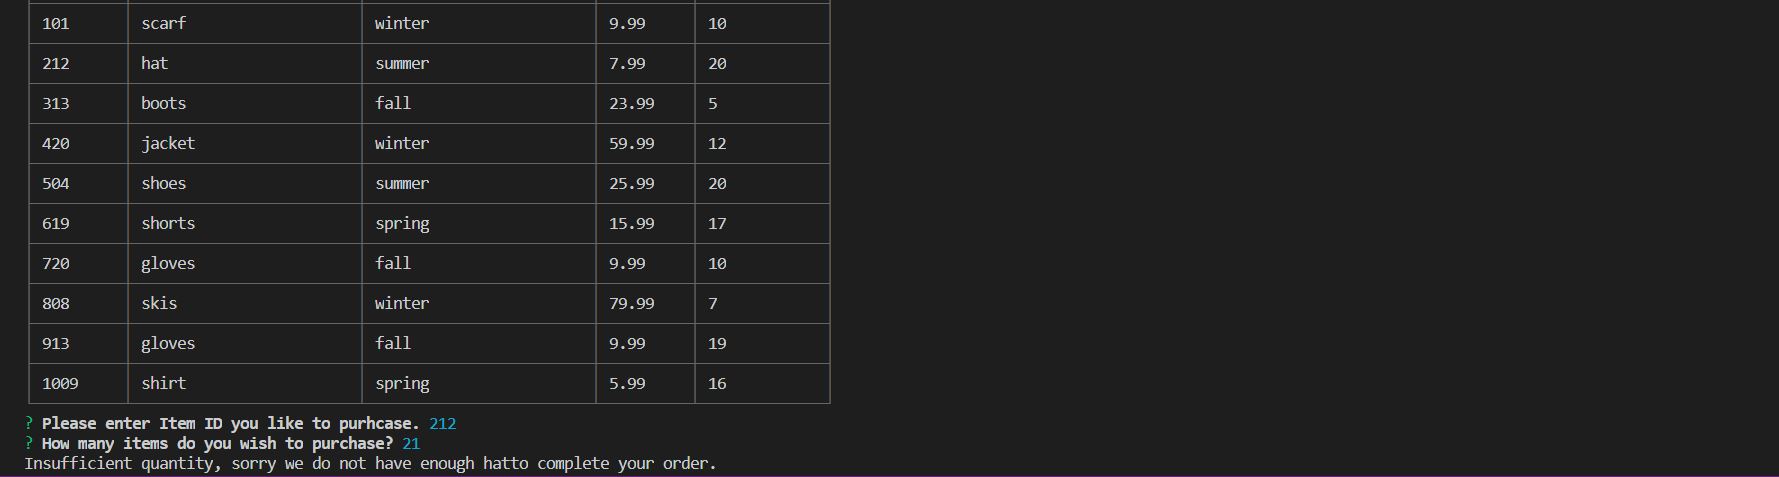 101 scarf winter 9.99 10
212 hat summer 7.99 20
313 boots fall 23.99 5
420 jacket winter 59.99 12
504 shoes summer 25.99 20
619 shorts spring 15.99 17
720 gloves fall 9.99 10
808 skis winter 79.99 7
913 gloves fall 9.99 19
1009 shirt spring 5.99 16
? Please enter Item ID you like to purhcase. 212
? How many items do you wish to purchase? 21
Insufficient quantity, sorry we do not have enough hatto complete your order.